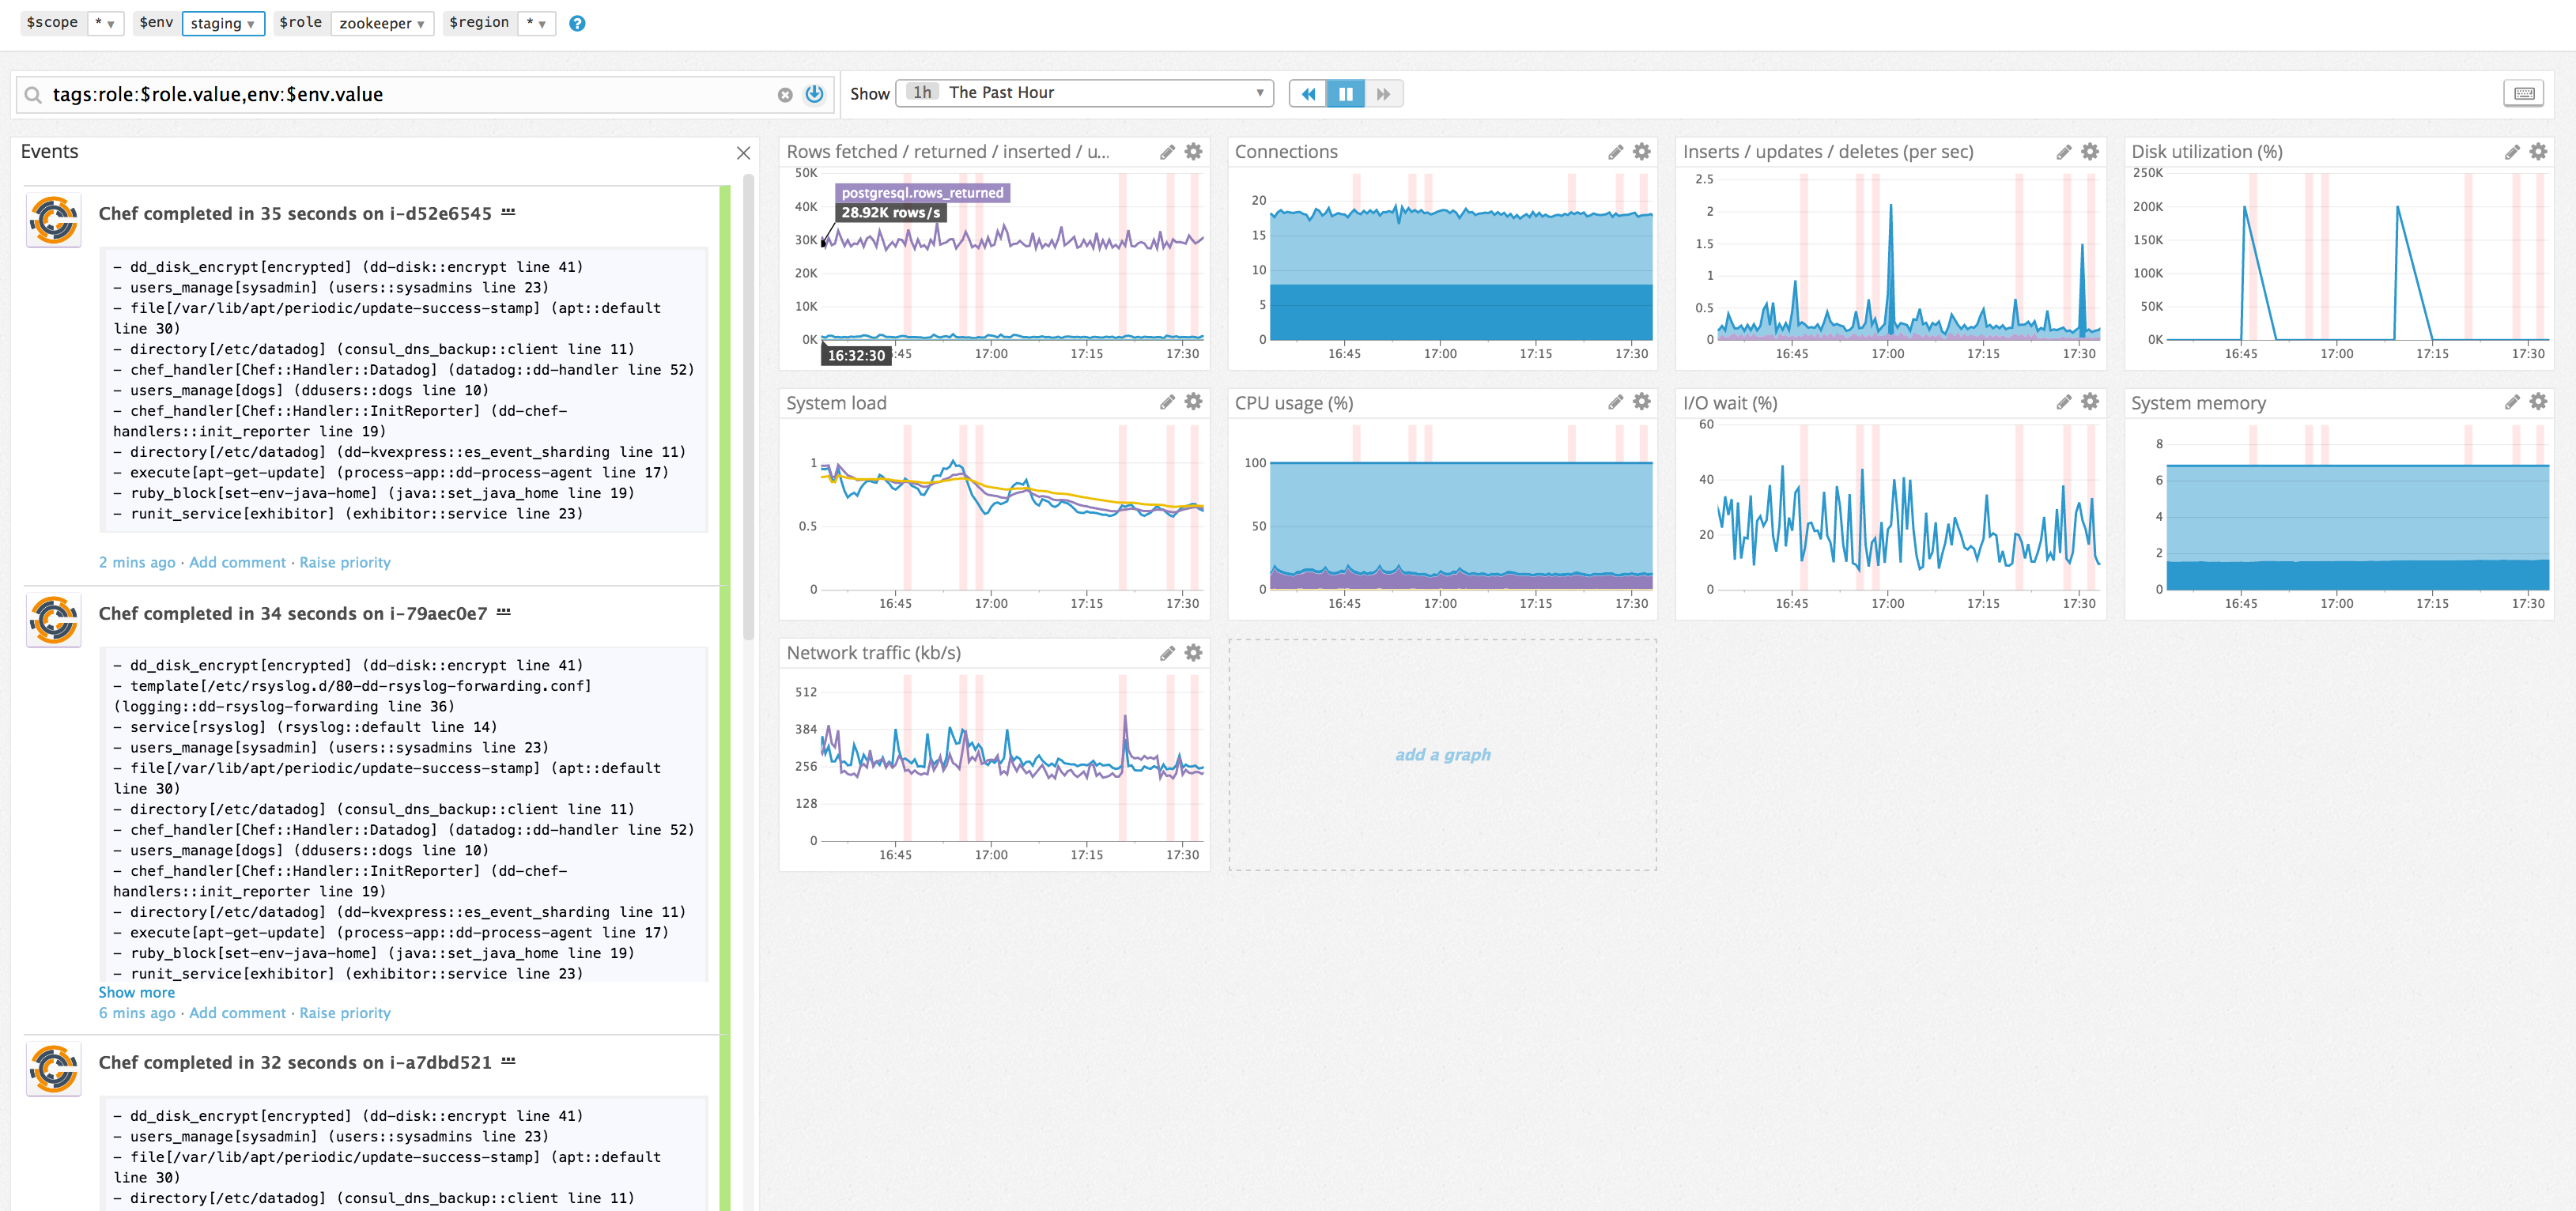 $scope * $env staging $role zookeeper $region * ?
tags:role:$role.value,env:$env.value
Show 1h The Past Hour
Events
Chef completed in 35 seconds on i-d52e6545
- dd_disk_encrypt[encrypted] (dd-disk::encrypt line 41)
- users_manage[sysadmin] (users::sysadmins line 23)
- file[/var/lib/apt/periodic/update-success-stamp] (apt::default
line 30)
- directory[/etc/datadog] (consul_dns_backup::client line 11)
- chef_handler[Chef::Handler::Datadog] (datadog::dd-handler line 52)
- users_manage[dogs] (ddusers::dogs line 10)
- chef_handler[Chef::Handler::InitReporter] (dd-chef-
handlers::init_reporter line 19)
- directory[/etc/datadog] (dd-kvexpress::es_event_sharding line 11)
- execute[apt-get-update] (process-app::dd-process-agent line 17)
- ruby_block[set-env-java-home] (java::set_java_home line 19)
- runit_service[exhibitor] (exhibitor::service line 23)
2 mins ago · Add comment · Raise priority
Chef completed in 34 seconds on i-79aec0e7
- dd_disk_encrypt[encrypted] (dd-disk::encrypt line 41)
- template[/etc/rsyslog.d/80-dd-rsyslog-forwarding.conf]
(logging::dd-rsyslog-forwarding line 36)
- service[rsyslog] (rsyslog::default line 14)
- users_manage[sysadmin] (users::sysadmins line 23)
- file[/var/lib/apt/periodic/update-success-stamp] (apt::default
line 30)
- directory[/etc/datadog] (consul_dns_backup::client line 11)
- chef_handler[Chef::Handler::Datadog] (datadog::dd-handler line 52)
- users_manage[dogs] (ddusers::dogs line 10)
- chef_handler[Chef::Handler::InitReporter] (dd-chef-
handlers::init_reporter line 19)
- directory[/etc/datadog] (dd-kvexpress::es_event_sharding line 11)
- execute[apt-get-update] (process-app::dd-process-agent line 17)
- ruby_block[set-env-java-home] (java::set_java_home line 19)
- runit_service[exhibitor] (exhibitor::service line 23)
Show more
6 mins ago · Add comment · Raise priority
Chef completed in 32 seconds on i-a7dbd521
- dd_disk_encrypt[encrypted] (dd-disk::encrypt line 41)
- users_manage[sysadmin] (users::sysadmins line 23)
- file[/var/lib/apt/periodic/update-success-stamp] (apt::default
line 30)
- directory[/etc/datadog] (consul_dns_backup::client line 11)
Rows fetched / returned / inserted / u...
50K
40K
30K
20K
10K
0K
postgresql.rows_returned
28.92K rows/s
16:32:30 :45 17:00 17:15 17:30
Connections
20
15
10
5
0
16:45 17:00 17:15 17:30
Inserts / updates / deletes (per sec)
2.5
2
1.5
1
0.5
0
16:45 17:00 17:15 17:30
Disk utilization (%)
250K
200K
150K
100K
50K
0K
16:45 17:00 17:15 17:30
System load
1
0.5
0
16:45 17:00 17:15 17:30
CPU usage (%)
100
50
0
16:45 17:00 17:15 17:30
I/O wait (%)
60
40
20
0
16:45 17:00 17:15 17:30
System memory
8
6
4
2
0
16:45 17:00 17:15 17:30
Network traffic (kb/s)
512
384
256
128
0
16:45 17:00 17:15 17:30
add a graph